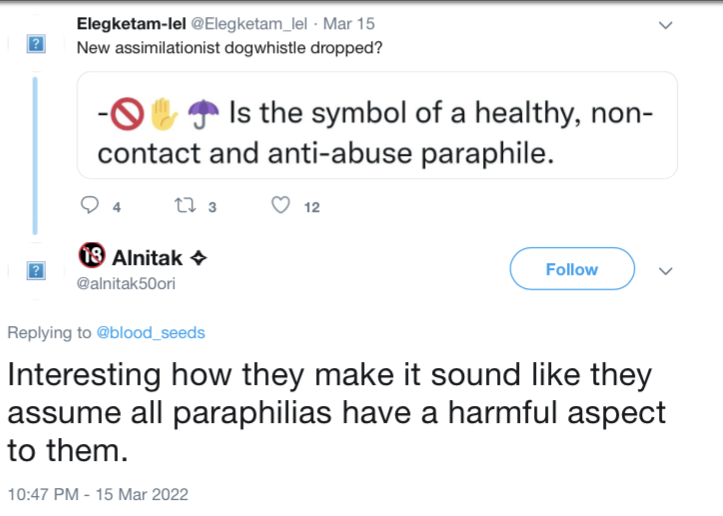 Elegketam-lel @Elegketam_lel · Mar 15
New assimilationist dogwhistle dropped?
-🚫✋☂ Is the symbol of a healthy, non-
contact and anti-abuse paraphile.
4 3 12
🔞 Alnitak ✧
@alnitak50ori
Follow
Replying to @blood_seeds
Interesting how they make it sound like they
assume all paraphilias have a harmful aspect
to them.
10:47 PM - 15 Mar 2022